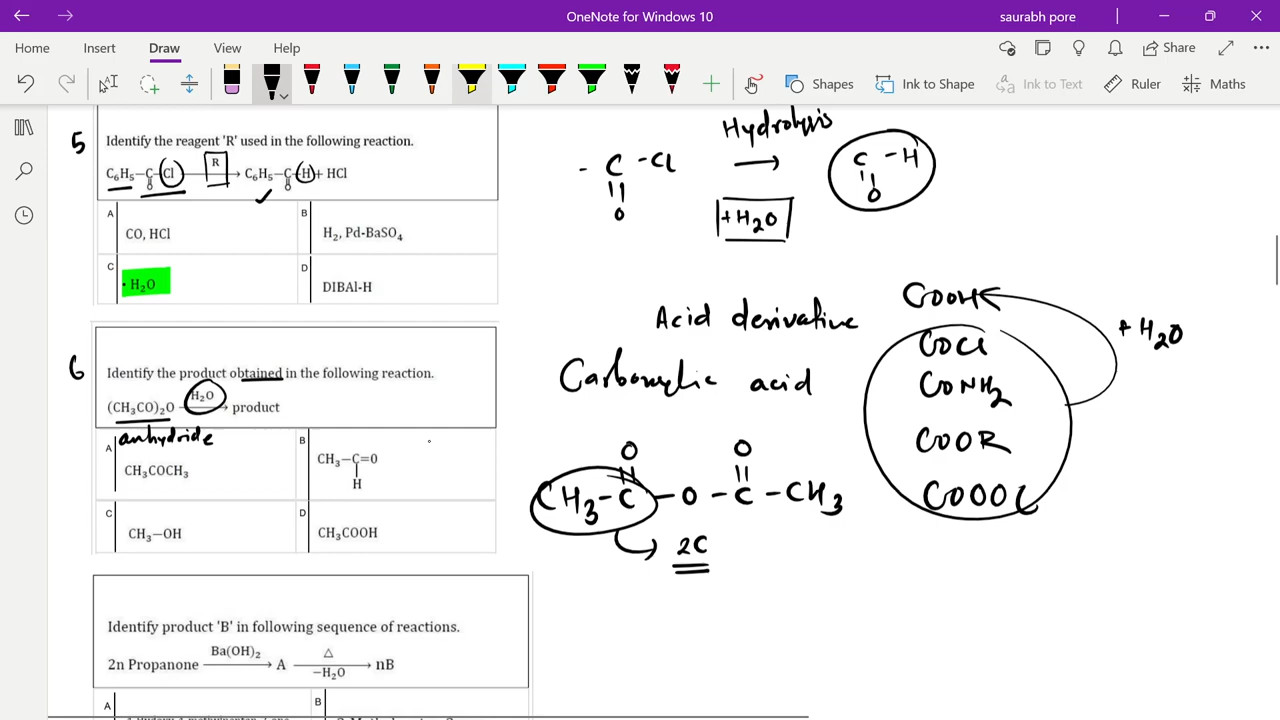 OneNote for Windows 10
saurabh pore
Home Insert Draw View Help
Share
Shapes
Ink to Shape
Ink to Text
Ruler
Maths
5
Identify the reagent 'R' used in the following reaction.
C₆H₅–C–Cl R → C₆H₅–C–H + HCl
O O
A CO, HCl
B H₂, Pd-BaSO₄
C H₂O
D DIBAl-H
Hydrolysis
- C - Cl → C - H
O +H₂O O
6
Identify the product obtained in the following reaction.
(CH₃CO)₂O H₂O → product
anhydride
A CH₃COCH₃
B CH₃–C=O
H
C CH₃–OH
D CH₃COOH
Acid derivative
Carboxylic acid
COOH
COCl
CONH₂
COOR
+ H₂O
O O
CH₃ - C - O - C - CH₃
2C
Identify product 'B' in following sequence of reactions.
2n Propanone Ba(OH)₂ → A △ −H₂O → nB
A
B